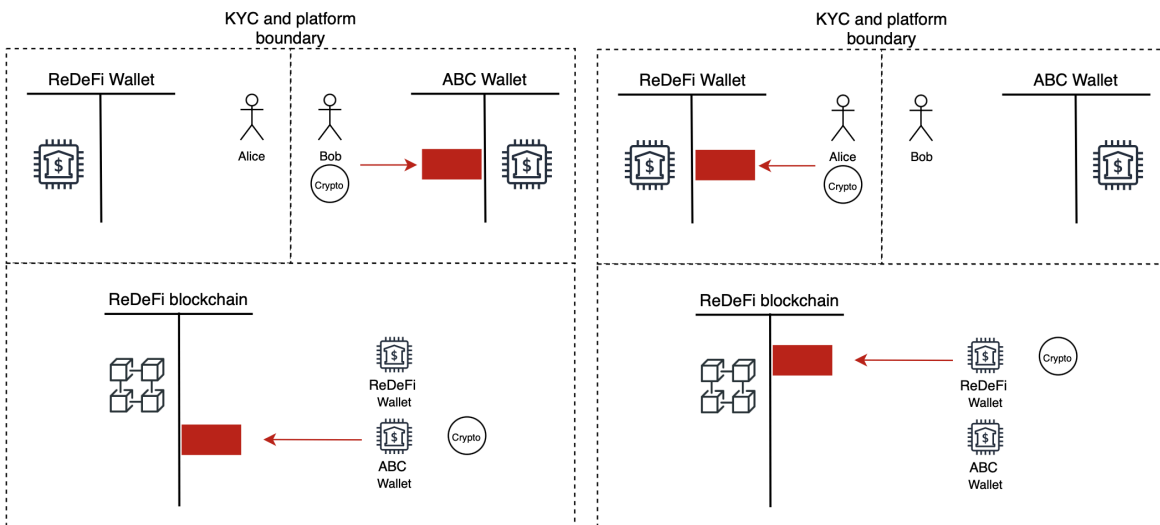 KYC and platform
boundary
ReDeFi Wallet
ABC Wallet
$
Alice
Bob
Crypto
$
ReDeFi blockchain
$
ReDeFi
Wallet
$
Crypto
ABC
Wallet
KYC and platform
boundary
ReDeFi Wallet
ABC Wallet
$
Alice
Bob
Crypto
$
ReDeFi blockchain
$
Crypto
ReDeFi
Wallet
$
ABC
Wallet